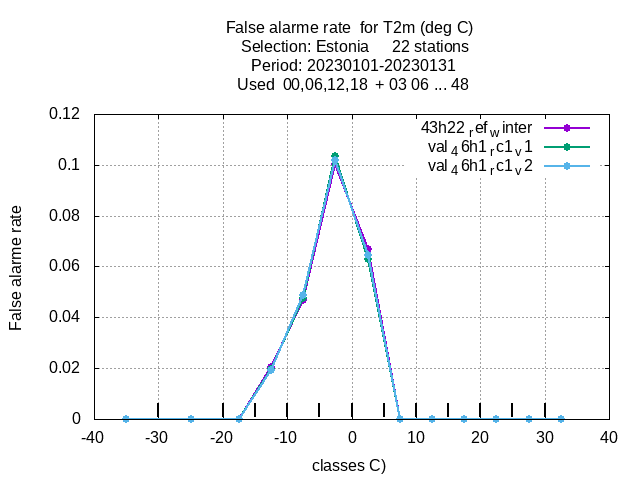 False alarme rate  for T2m (deg C)
Selection: Estonia     22 stations
Period: 20230101-20230131
Used  00,06,12,18  + 03 06 ... 48
43h22 r ef w inter
val 4 6h1 r c1 v 1
val 4 6h1 r c1 v 2
False alarme rate
0.12
0.1
0.08
0.06
0.04
0.02
0
-40 -30 -20 -10 0 10 20 30 40
classes C)